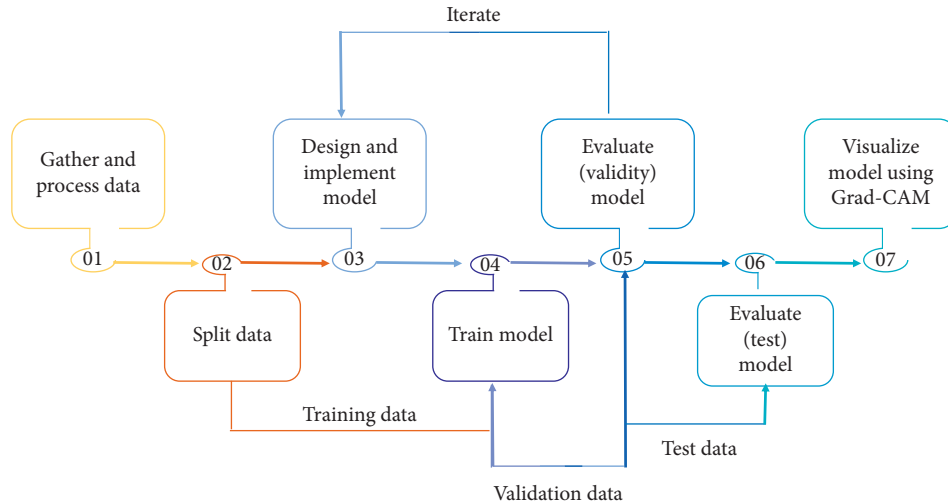 Iterate
Gather and
process data
Design and
implement
model
Evaluate
(validity)
model
Visualize
model using
Grad-CAM
01
02
03
04
05
06
07
Split data
Train model
Evaluate
(test)
model
Training data
Test data
Validation data